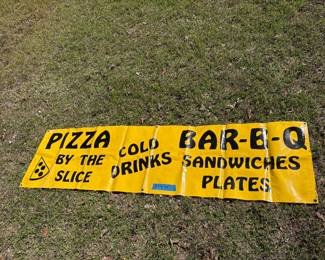 PIZZA
BY THE
SLICE
COLD
DRINKS
BAR-B-Q
SANDWICHES
PLATES